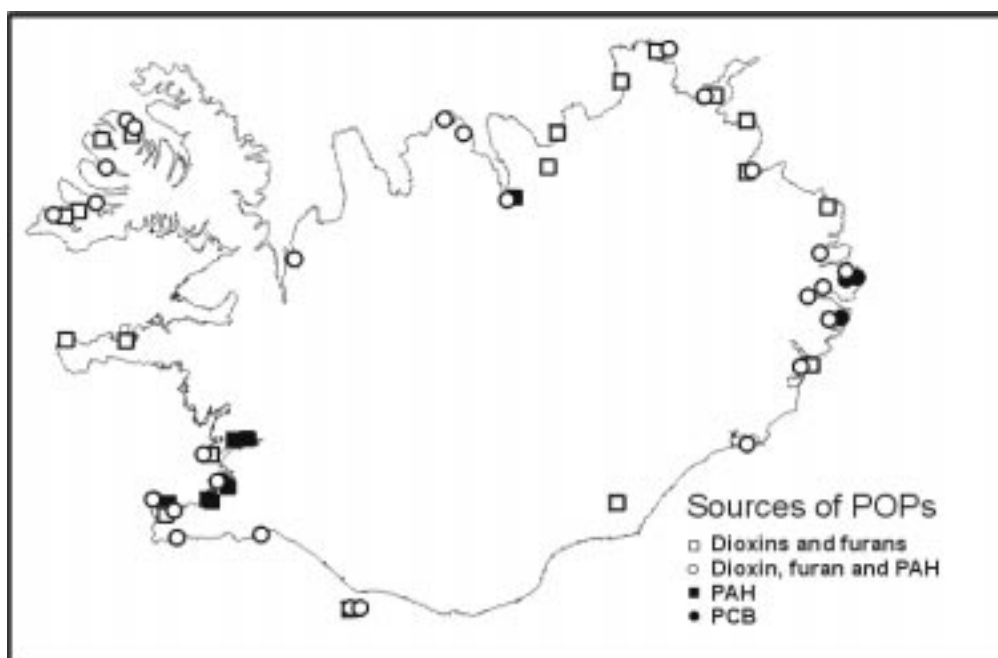 Sources of POPs
Dioxins and furans
Dioxin, furan and PAH
PAH
PCB